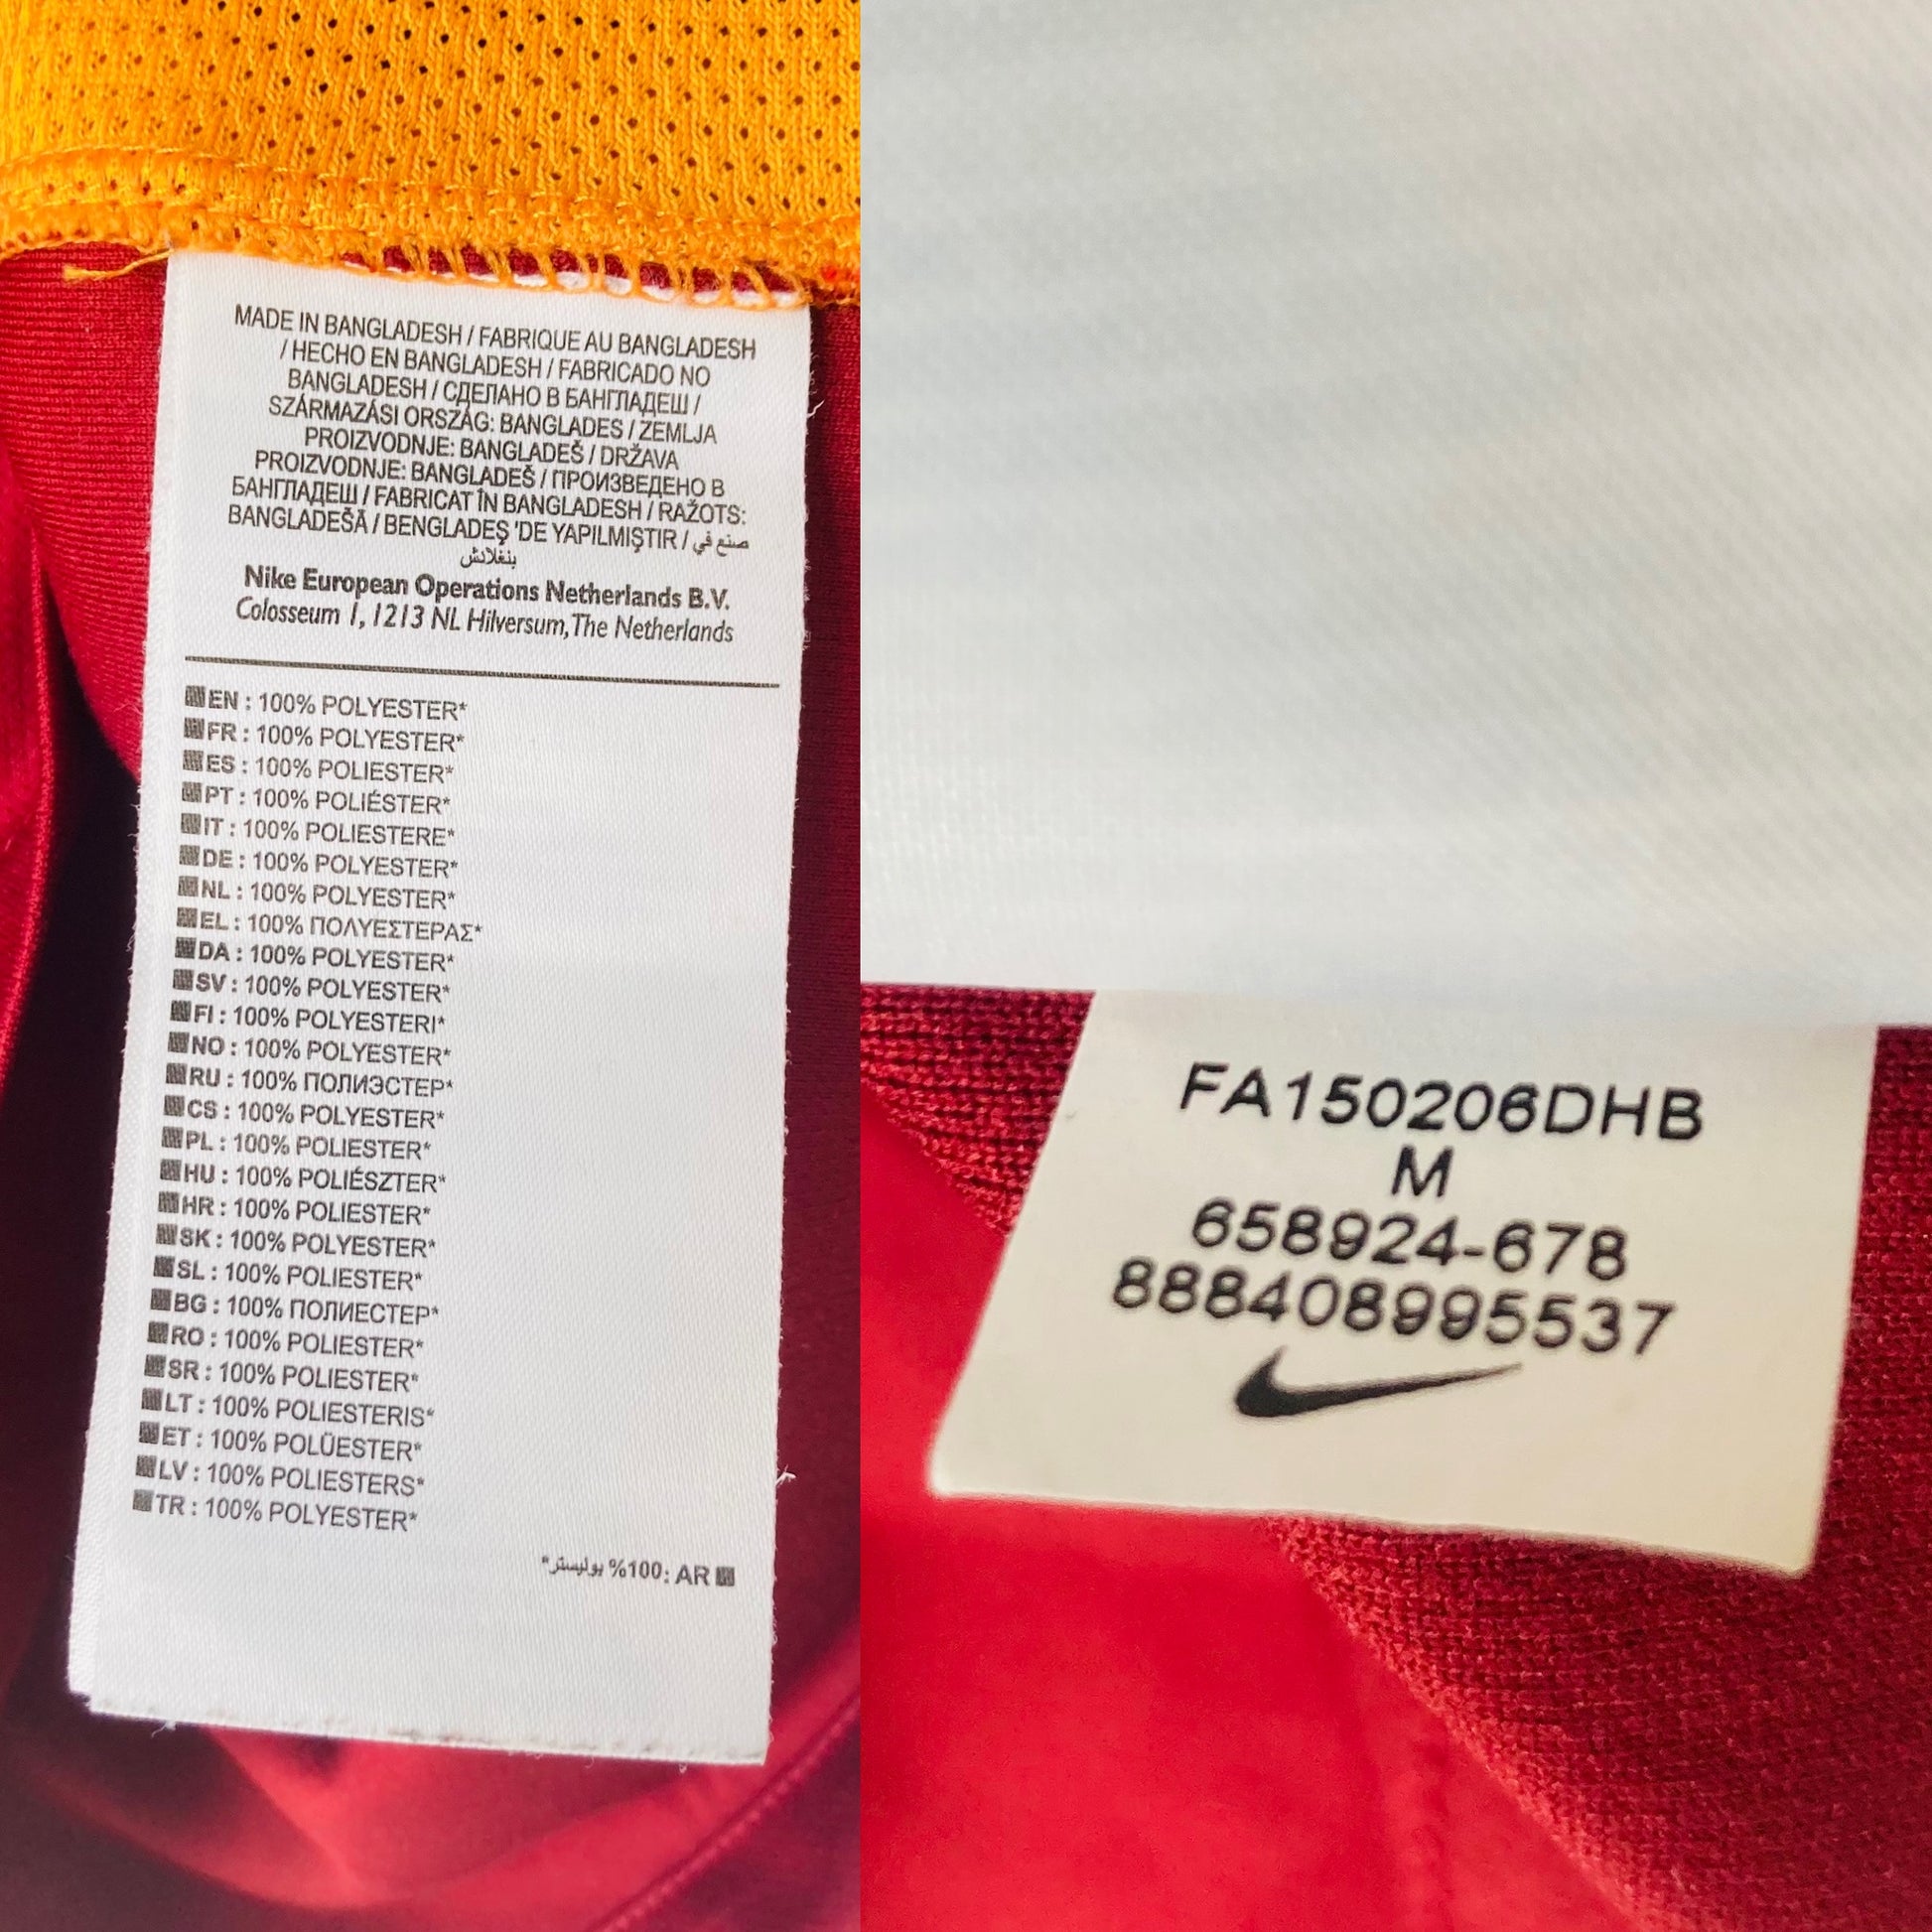 MADE IN BANGLADESH / FABRIQUE AU BANGLADESH
/ HECHO EN BANGLADESH / FABRICADO NO
BANGLADESH / СДЕЛАНО В БАНГЛАДЕШ /
SZÁRMAZÁSI ORSZÁG: BANGLADES / ZEMLJA
PROIZVODNJE: BANGLADEŠ / DRŽAVA
PROIZVODNJE: BANGLADEŠ / ПРОИЗВЕДЕНО В
БАНГЛАДЕШ / FABRICAT ÎN BANGLADESH / RAŽOTS:
BANGLADEŠĀ / BENGLADEŞ 'DE YAPILMIŞTIR / صنع في
بنغلادش
Nike European Operations Netherlands B.V.
Colosseum 1, 1213 NL Hilversum, The Netherlands
EN : 100% POLYESTER*
FR : 100% POLYESTER*
ES : 100% POLIESTER*
PT : 100% POLIÉSTER*
IT : 100% POLIESTERE*
DE : 100% POLYESTER*
NL : 100% POLYESTER*
EL : 100% ΠΟΛΥΕΣΤΕΡΑΣ*
DA : 100% POLYESTER*
SV : 100% POLYESTER*
FI : 100% POLYESTERI*
NO : 100% POLYESTER*
RU : 100% ПОЛИЭСТЕР*
CS : 100% POLYESTER*
PL : 100% POLIESTER*
HU : 100% POLIÉSZTER*
HR : 100% POLIESTER*
SK : 100% POLYESTER*
SL : 100% POLIESTER*
BG : 100% ПОЛИЕСТЕР*
RO : 100% POLIESTER*
SR : 100% POLIESTER*
LT : 100% POLIESTERIS*
ET : 100% POLÜESTER*
LV : 100% POLIESTERS*
TR : 100% POLYESTER*
AR :100% بوليستر*
FA150206DHB
M
658924-678
888408995537